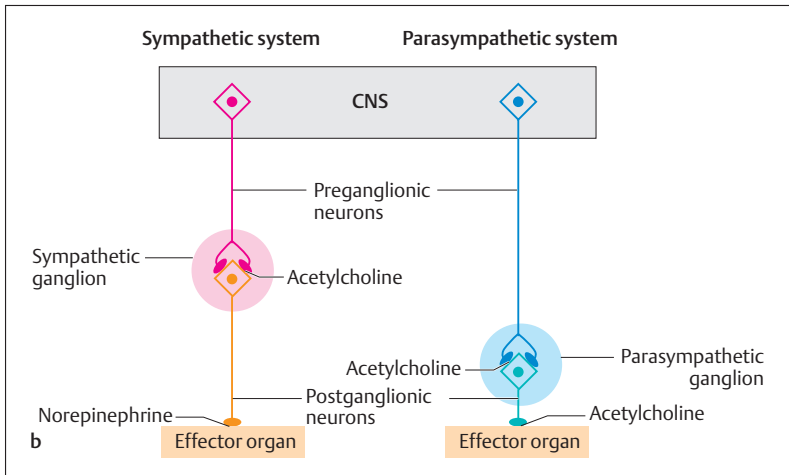 Sympathetic system
Parasympathetic system
CNS
Preganglionic
neurons
Sympathetic
ganglion
Acetylcholine
Acetylcholine
Parasympathetic
ganglion
Postganglionic
neurons
Norepinephrine
Acetylcholine
b
Effector organ
Effector organ